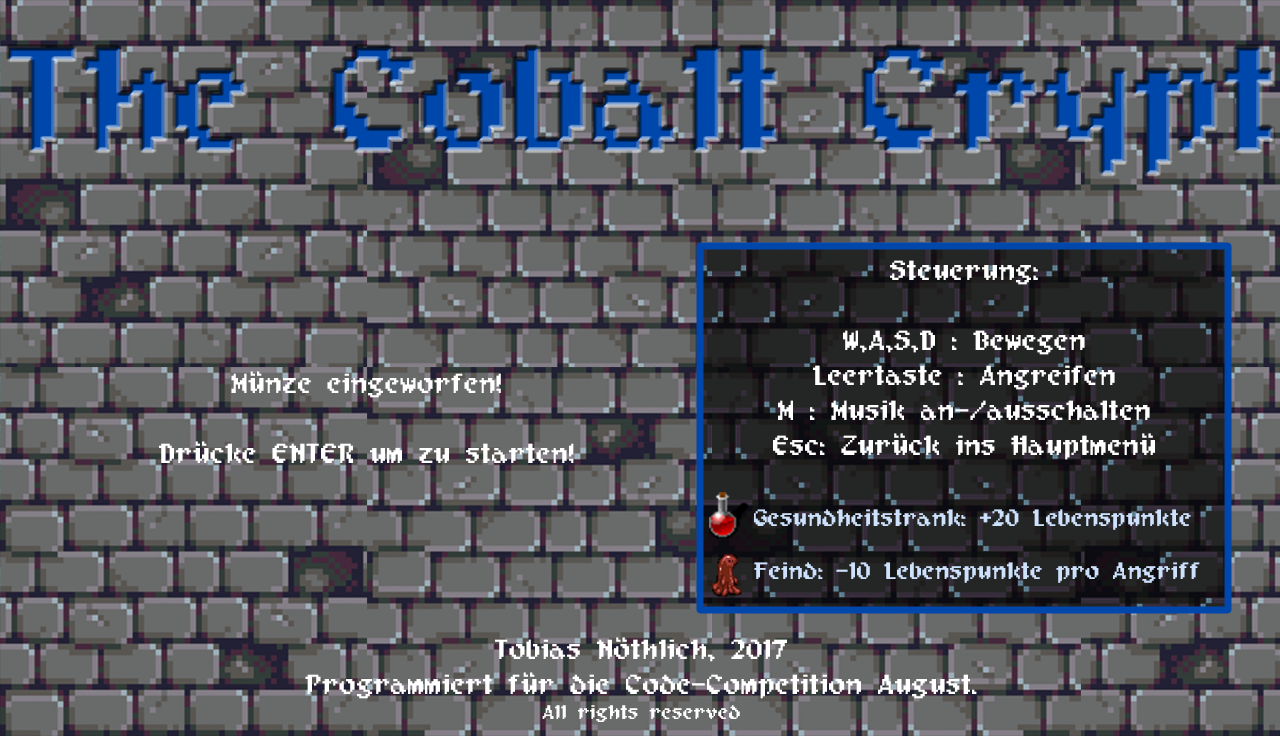 The Cobalt Crypt
Münze eingeworfen!
Drücke ENTER um zu starten!
Steuerung:
W,A,S,D : Bewegen
Leertaste : Angreifen
M : Musik an-/ausschalten
Esc: Zurück ins Hauptmenü
Gesundheitstrank: +20 Lebenspunkte
Feind: -10 Lebenspunkte pro Angriff
Tobias Nöthlich, 2017
Programmiert für die Code-Competition August.
All rights reserved